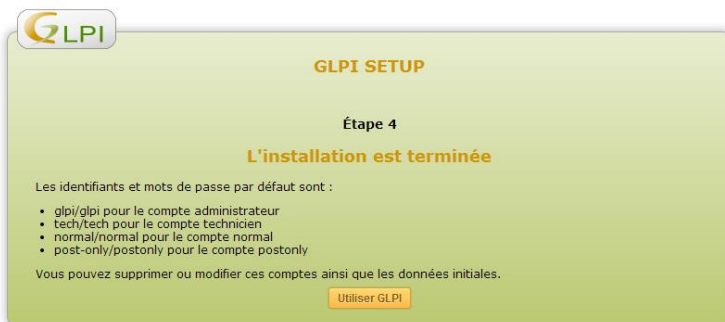 GLPI
GLPI SETUP
Étape 4
L'installation est terminée
Les identifiants et mots de passe par défaut sont :
• glpi/glpi pour le compte administrateur
• tech/tech pour le compte technicien
• normal/normal pour le compte normal
• post-only/postonly pour le compte postonly
Vous pouvez supprimer ou modifier ces comptes ainsi que les données initiales.
Utiliser GLPI